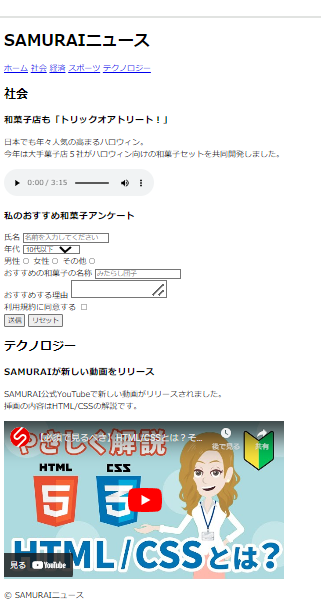 SAMURAIニュース
ホーム 社会 経済 スポーツ テクノロジー
社会
和菓子店も「トリックオアトリート！」
日本でも年々人気の高まるハロウィン。
今年は大手菓子店５社がハロウィン向けの和菓子セットを共同開発しました。
0:00 / 3:15
私のおすすめ和菓子アンケート
氏名 名前を入力してください
年代 10代以下
男性 女性 その他
おすすめの和菓子の名称 みたらし団子
おすすめする理由
利用規約に同意する
送信 リセット
テクノロジー
SAMURAIが新しい動画をリリース
SAMURAI公式YouTubeで新しい動画がリリースされました。
挿画の内容はHTML/CSSの解説です。
やさしく解説
【必須で見るべき】HTML/CSSとは？そ...
後で見る 共有
HTML CSS
5 3
HTML/CSSとは？
見る YouTube
© SAMURAIニュース